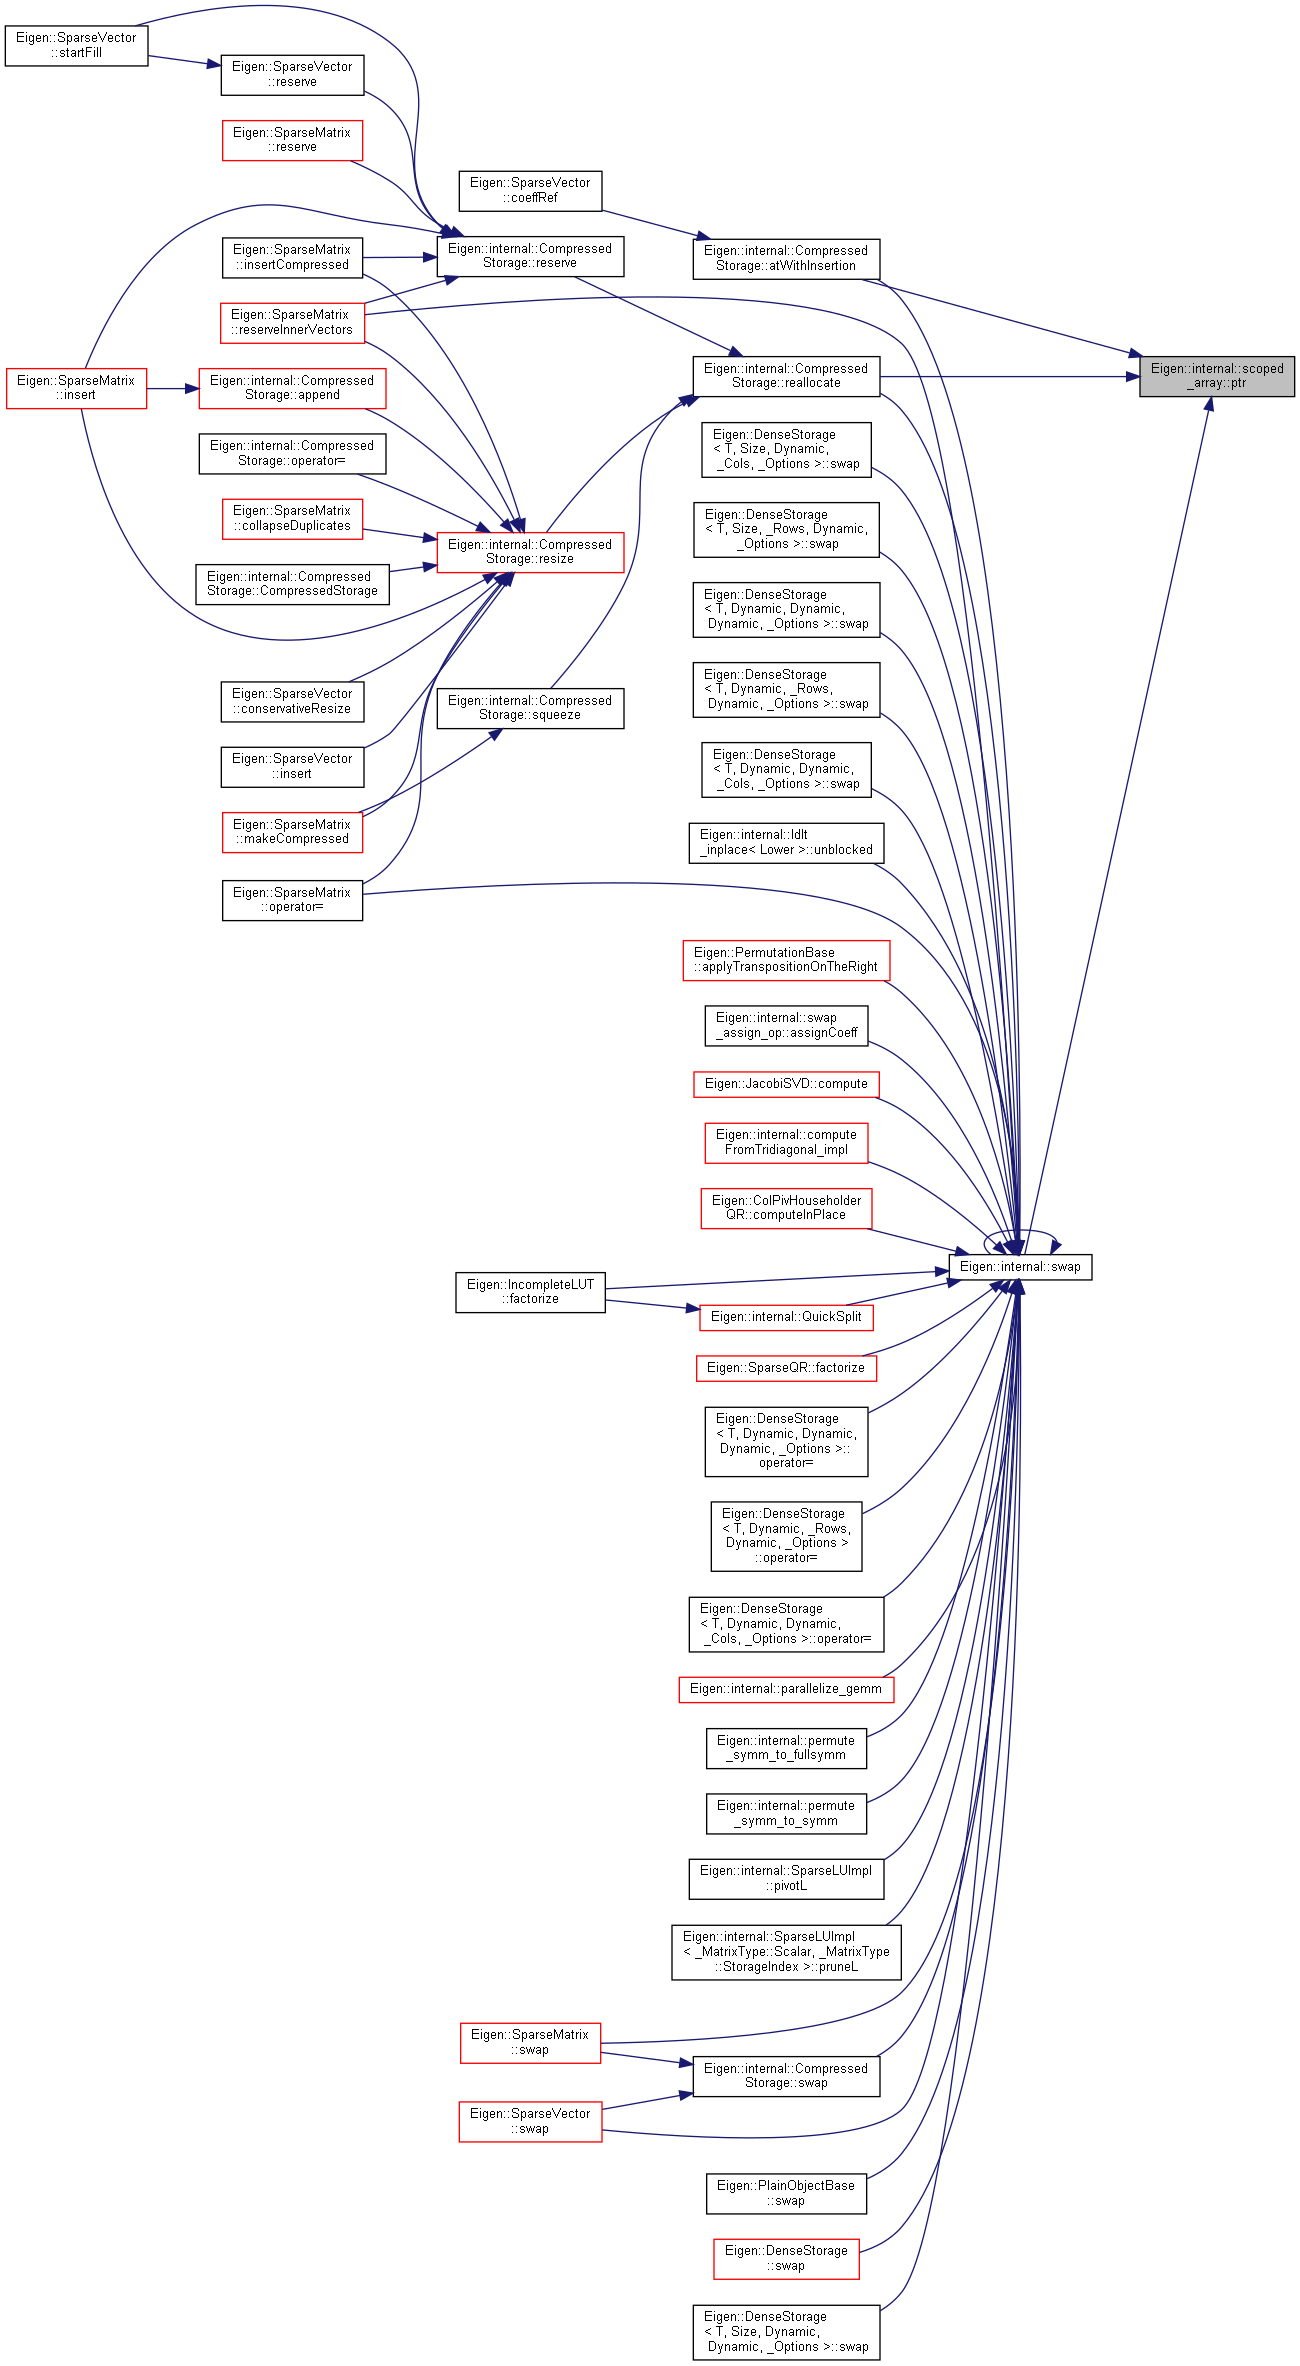 Eigen::SparseVector
::startFill
Eigen::SparseVector
::reserve
Eigen::SparseMatrix
::reserve
Eigen::SparseVector
::coeffRef
Eigen::SparseMatrix
::insertCompressed
Eigen::internal::Compressed
Storage::reserve
Eigen::internal::Compressed
Storage::atWithInsertion
Eigen::SparseMatrix
::reserveInnerVectors
Eigen::SparseMatrix
::insert
Eigen::internal::Compressed
Storage::append
Eigen::internal::Compressed
Storage::reallocate
Eigen::internal::scoped
_array::ptr
Eigen::internal::Compressed
Storage::operator=
Eigen::DenseStorage
< T, Size, Dynamic,
_Cols, _Options >::swap
Eigen::SparseMatrix
::collapseDuplicates
Eigen::internal::Compressed
Storage::resize
Eigen::DenseStorage
< T, Size, _Rows, Dynamic,
_Options >::swap
Eigen::internal::Compressed
Storage::CompressedStorage
Eigen::DenseStorage
< T, Dynamic, Dynamic,
Dynamic, _Options >::swap
Eigen::SparseVector
::conservativeResize
Eigen::internal::Compressed
Storage::squeeze
Eigen::DenseStorage
< T, Dynamic, _Rows,
Dynamic, _Options >::swap
Eigen::SparseVector
::insert
Eigen::DenseStorage
< T, Dynamic, Dynamic,
_Cols, _Options >::swap
Eigen::SparseMatrix
::makeCompressed
Eigen::internal::ldlt
_inplace< Lower >::unblocked
Eigen::SparseMatrix
::operator=
Eigen::PermutationBase
::applyTranspositionOnTheRight
Eigen::internal::swap
_assign_op::assignCoeff
Eigen::JacobiSVD::compute
Eigen::internal::compute
FromTridiagonal_impl
Eigen::ColPivHouseholder
QR::computeInPlace
Eigen::internal::swap
Eigen::IncompleteLUT
::factorize
Eigen::internal::QuickSplit
Eigen::SparseQR::factorize
Eigen::DenseStorage
< T, Dynamic, Dynamic,
Dynamic, _Options >::
operator=
Eigen::DenseStorage
< T, Dynamic, _Rows,
Dynamic, _Options >
::operator=
Eigen::DenseStorage
< T, Dynamic, Dynamic,
_Cols, _Options >::operator=
Eigen::internal::parallelize_gemm
Eigen::internal::permute
_symm_to_fullsymm
Eigen::internal::permute
_symm_to_symm
Eigen::internal::SparseLUImpl
::pivotL
Eigen::internal::SparseLUImpl
< _MatrixType::Scalar, _MatrixType
::StorageIndex >::pruneL
Eigen::SparseMatrix
::swap
Eigen::internal::Compressed
Storage::swap
Eigen::SparseVector
::swap
Eigen::PlainObjectBase
::swap
Eigen::DenseStorage
::swap
Eigen::DenseStorage
< T, Size, Dynamic,
Dynamic, _Options >::swap